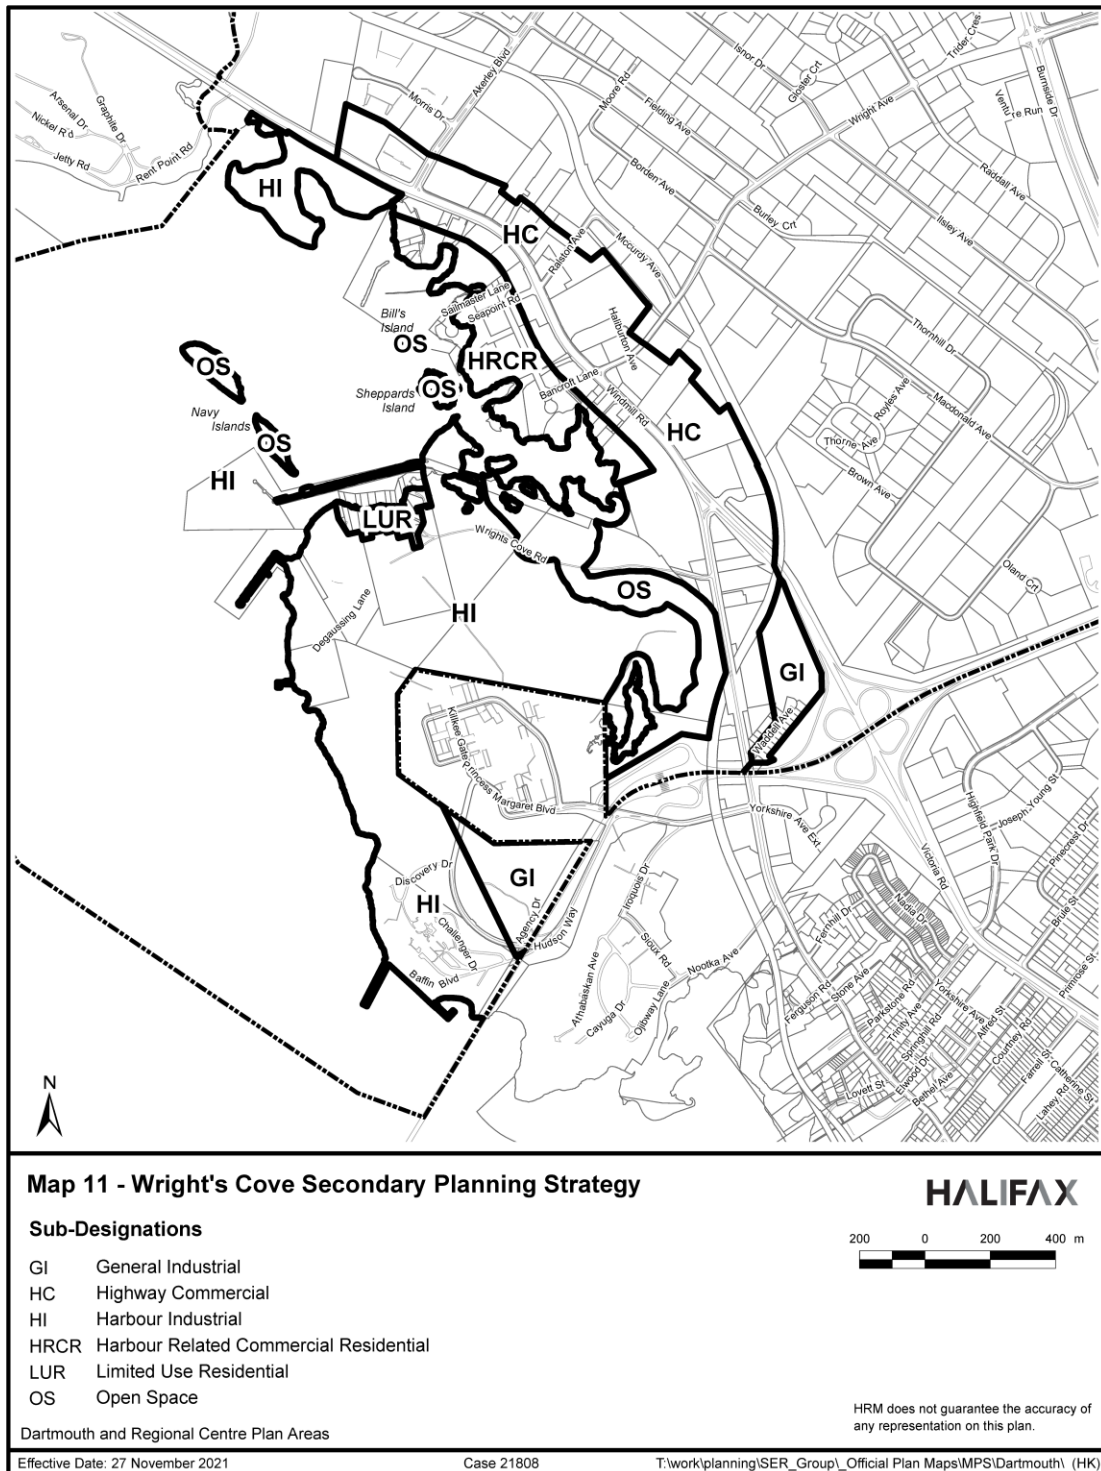 Isnor Dr
Trider Cres
Gloster Crt
Burnside Dr
Akerley Blvd
Moore Rd
Fielding Ave
Wright Ave
Morris Dr
Graphite Dr
Arsenal Dr
Nickel Rd
Jetty Rd
Rent Point Rd
Borden Ave
Raddall Ave
Burley Crt
Ilsley Ave
HI
HC
Ralston Ave
Mccurdy Ave
Sailmaster Lane
Seapoint Rd
Bill's
Island
OS
HRCR
Haliburton Ave
Thornhill Dr
OS
OS
Sheppards
Island
Bancroft Lane
Windmill Rd
Macdonald Ave
Royles Ave
Navy
Islands
OS
HC
Thorne Ave
Brown Ave
HI
LUR
Wrights Cove Rd
Oland Crt
OS
Degaussing Lane
HI
GI
Waddell Ave
Killkee Gate
Princess Margaret Blvd
Yorkshire Ave Ext
Highfield Park Dr
Joseph Young St
Pinecrest Dr
Victoria Rd
Discovery Dr
GI
HI
Agency Dr
Iroquois Dr
Nadia Dr
Fernhill Dr
Brule St
Challenger Dr
Hudson Way
Sioux Rd
Nootka Ave
Primrose St
Baffin Blvd
Athabaskan Ave
Cayuga Dr
Ojibway Lane
Ferguson Rd
Stone Ave
Parkstone Rd
Trinity Ave
Springhill Rd
Yorkshire Ave
Alfred St
Courtney Rd
Farrell St
Catherine St
Lovett St
Elwood Dr
Bethel Ave
Lahey Rd
N
Map 11 - Wright's Cove Secondary Planning Strategy
HALIFAX
Sub-Designations
200 0 200 400 m
GI General Industrial
HC Highway Commercial
HI Harbour Industrial
HRCR Harbour Related Commercial Residential
LUR Limited Use Residential
OS Open Space
HRM does not guarantee the accuracy of
any representation on this plan.
Dartmouth and Regional Centre Plan Areas
Effective Date: 27 November 2021 Case 21808 T:\work\planning\SER_Group\_Official Plan Maps\MPS\Dartmouth\ (HK)